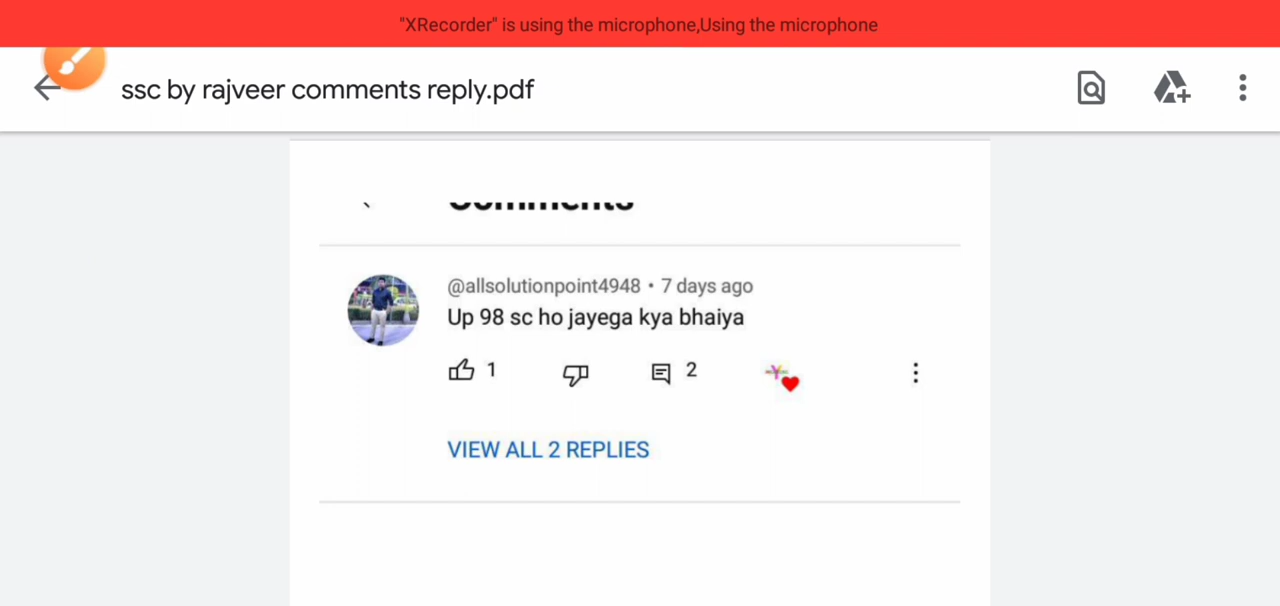 "XRecorder" is using the microphone,Using the microphone
ssc by rajveer comments reply.pdf
Comments
@allsolutionpoint4948 • 7 days ago
Up 98 sc ho jayega kya bhaiya
1
2
VIEW ALL 2 REPLIES